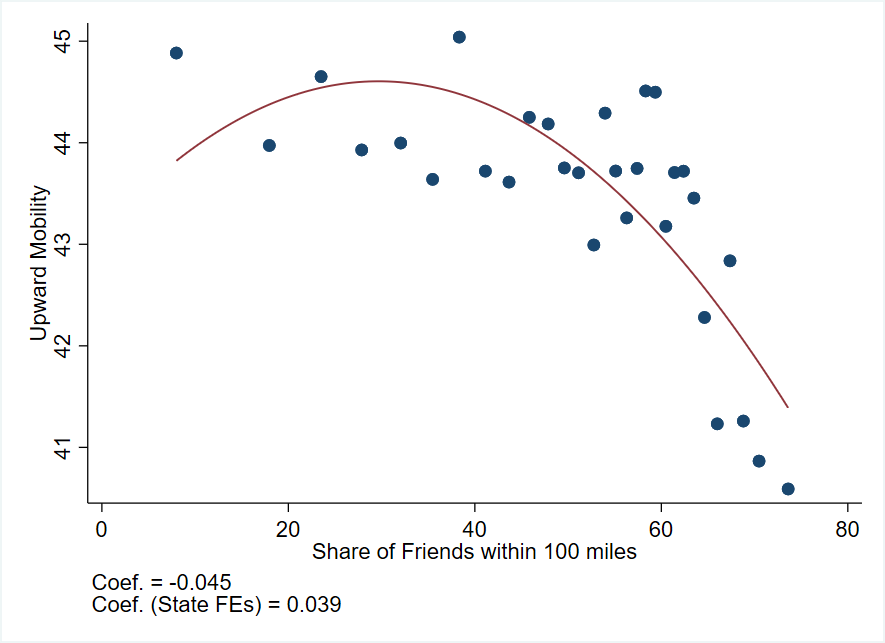 45
44
43
42
41
Upward Mobility
0 20 40 60 80
Share of Friends within 100 miles
Coef. = -0.045
Coef. (State FEs) = 0.039